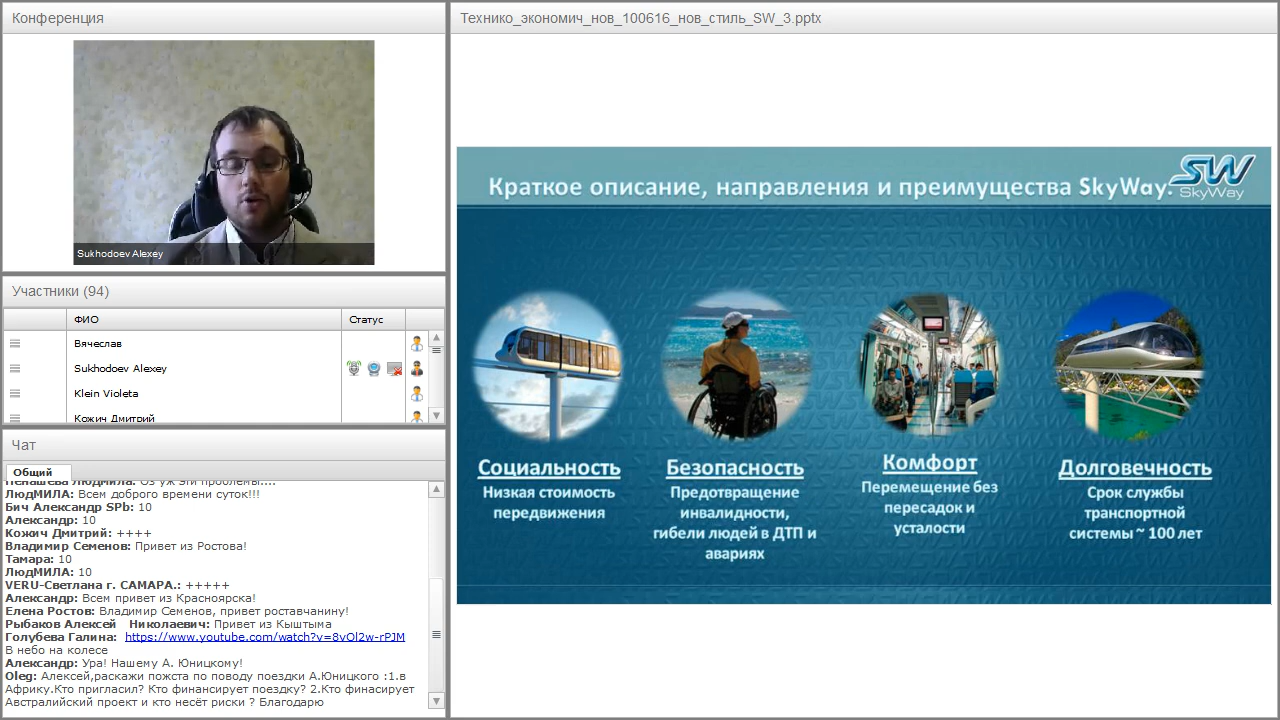 Конференция
Sukhodoev Alexey
Участники (94)
ФИО
Статус
Вячеслав
Sukhodoev Alexey
Klein Violeta
Кожич Дмитрий
Чат
Общий
ЛюдМИЛА: Всем доброго времени суток!!!
Бич Александр SPb: 10
Александр: 10
Кожич Дмитрий: ++++
Владимир Семенов: Привет из Ростова!
Тамара: 10
ЛюдМИЛА: 10
VERU-Светлана г. САМАРА.: +++++
Александр: Всем привет из Красноярска!
Елена Ростов: Владимир Семенов, привет роставчанину!
Рыбаков Алексей Николаевич: Привет из Кыштыма
Голубева Галина: https://www.youtube.com/watch?v=8vOl2w-rPJM
В небо на колесе
Александр: Ура! Нашему А. Юницкому!
Oleg: Алексей,раскажи пожста по поводу поездки А.Юницкого :1.в
Африку.Кто пригласил? Кто финансирует поездку? 2.Кто финасирует
Австралийский проект и кто несёт риски ? Благодарю
Технико_экономич_нов_100616_нов_стиль_SW_3.pptx
Краткое описание, направления и преимущества SkyWay.
SW
SkyWay
Социальность
Низкая стоимость
передвижения
Безопасность
Предотвращение
инвалидности,
гибели людей в ДТП и
авариях
Комфорт
Перемещение без
пересадок и
усталости
Долговечность
Срок службы
транспортной
системы ~ 100 лет